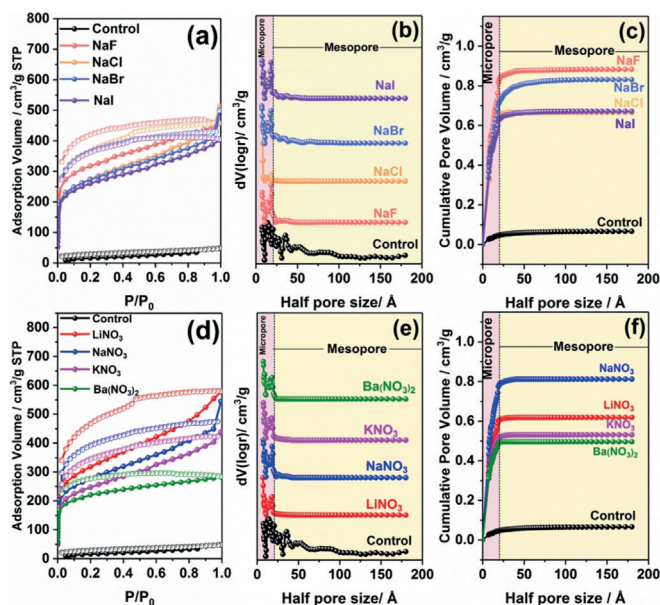 (a)
Control
NaF
NaCl
NaBr
NaI
800
700
600
500
400
300
200
100
0
0.0 0.2 0.4 0.6 0.8 1.0
P/P0
Adsorption Volume / cm³/g STP
(b)
Micropore
Mesopore
NaI
NaBr
NaCl
NaF
Control
0 50 100 150 200
Half pore size/ Å
dV(logr)/ cm³/g
(c)
Micropore
Mesopore
NaF
NaBr
NaCl
NaI
Control
1.0
0.8
0.6
0.4
0.2
0.0
0 50 100 150 200
Half pore size/ Å
Cumulative Pore Volume / cm³/g
(d)
Control
LiNO₃
NaNO₃
KNO₃
Ba(NO₃)₂
800
700
600
500
400
300
200
100
0
0.0 0.2 0.4 0.6 0.8 1.0
P/P0
Adsorption Volume / cm³/g STP
(e)
Micropore
Mesopore
Ba(NO₃)₂
KNO₃
NaNO₃
LiNO₃
Control
0 50 100 150 200
Half pore size/ Å
dV(logr) / cm³/g
(f)
Micropore
Mesopore
NaNO₃
LiNO₃
KNO₃
Ba(NO₃)₂
Control
1.0
0.8
0.6
0.4
0.2
0.0
0 50 100 150 200
Half pore size/ Å
Cumulative Pore Volume / cm³/g